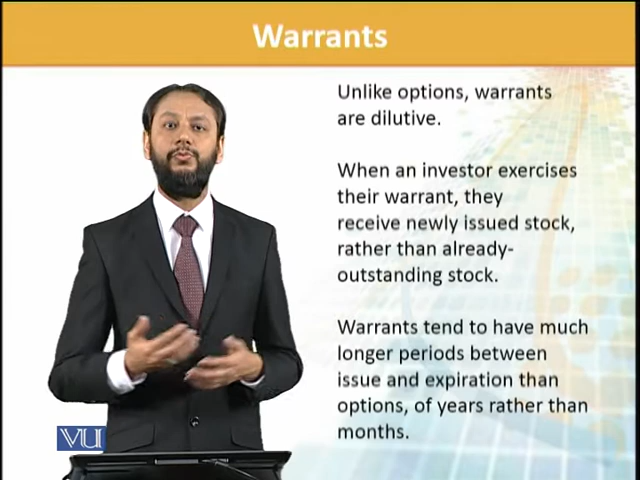 Warrants
Unlike options, warrants
are dilutive.
When an investor exercises
their warrant, they
receive newly issued stock,
rather than already-
outstanding stock.
Warrants tend to have much
longer periods between
issue and expiration than
options, of years rather than
months.
VU